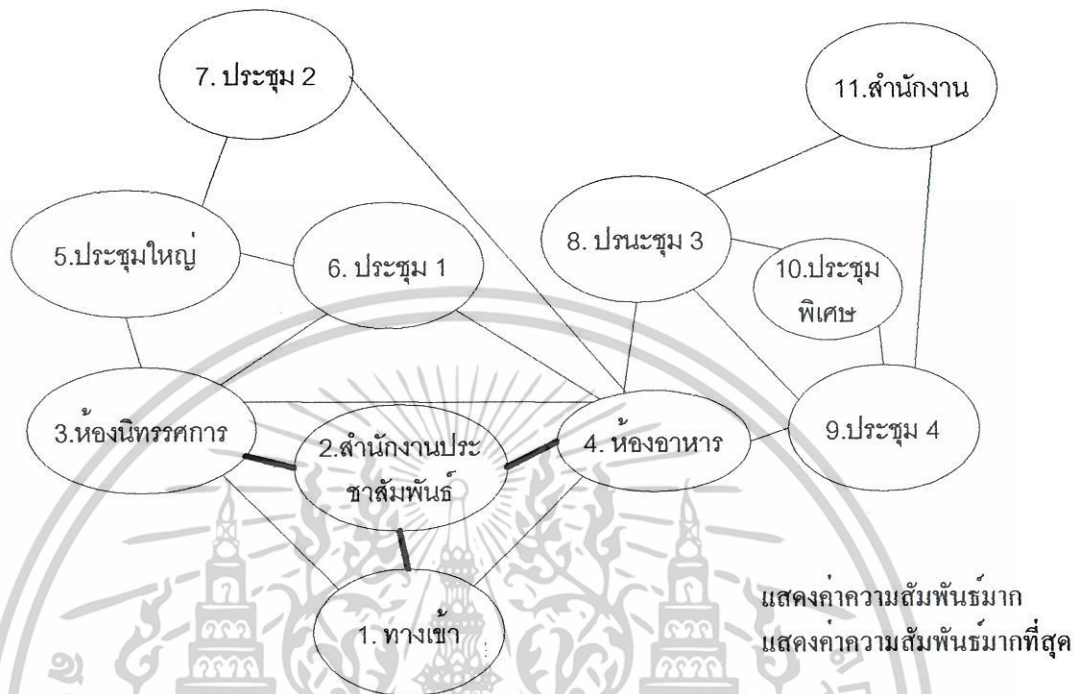 7. ประชุม 2
11.สำนักงาน
5.ประชุมใหญ่
6. ประชุม 1
8. ปรนะชุม 3
10.ประชุม
พิเศษ
3.ห้องนิทรรศการ
2.สำนักงานประ
ชาสัมพันธ์
4. ห้องอาหาร
9.ประชุม 4
1. ทางเข้า
แสดงค่าความสัมพันธ์มาก
แสดงค่าความสัมพันธ์มากที่สุด